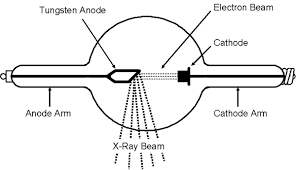 Tungsten Anode
Electron Beam
Cathode
Anode Arm
Cathode Arm
X-Ray Beam